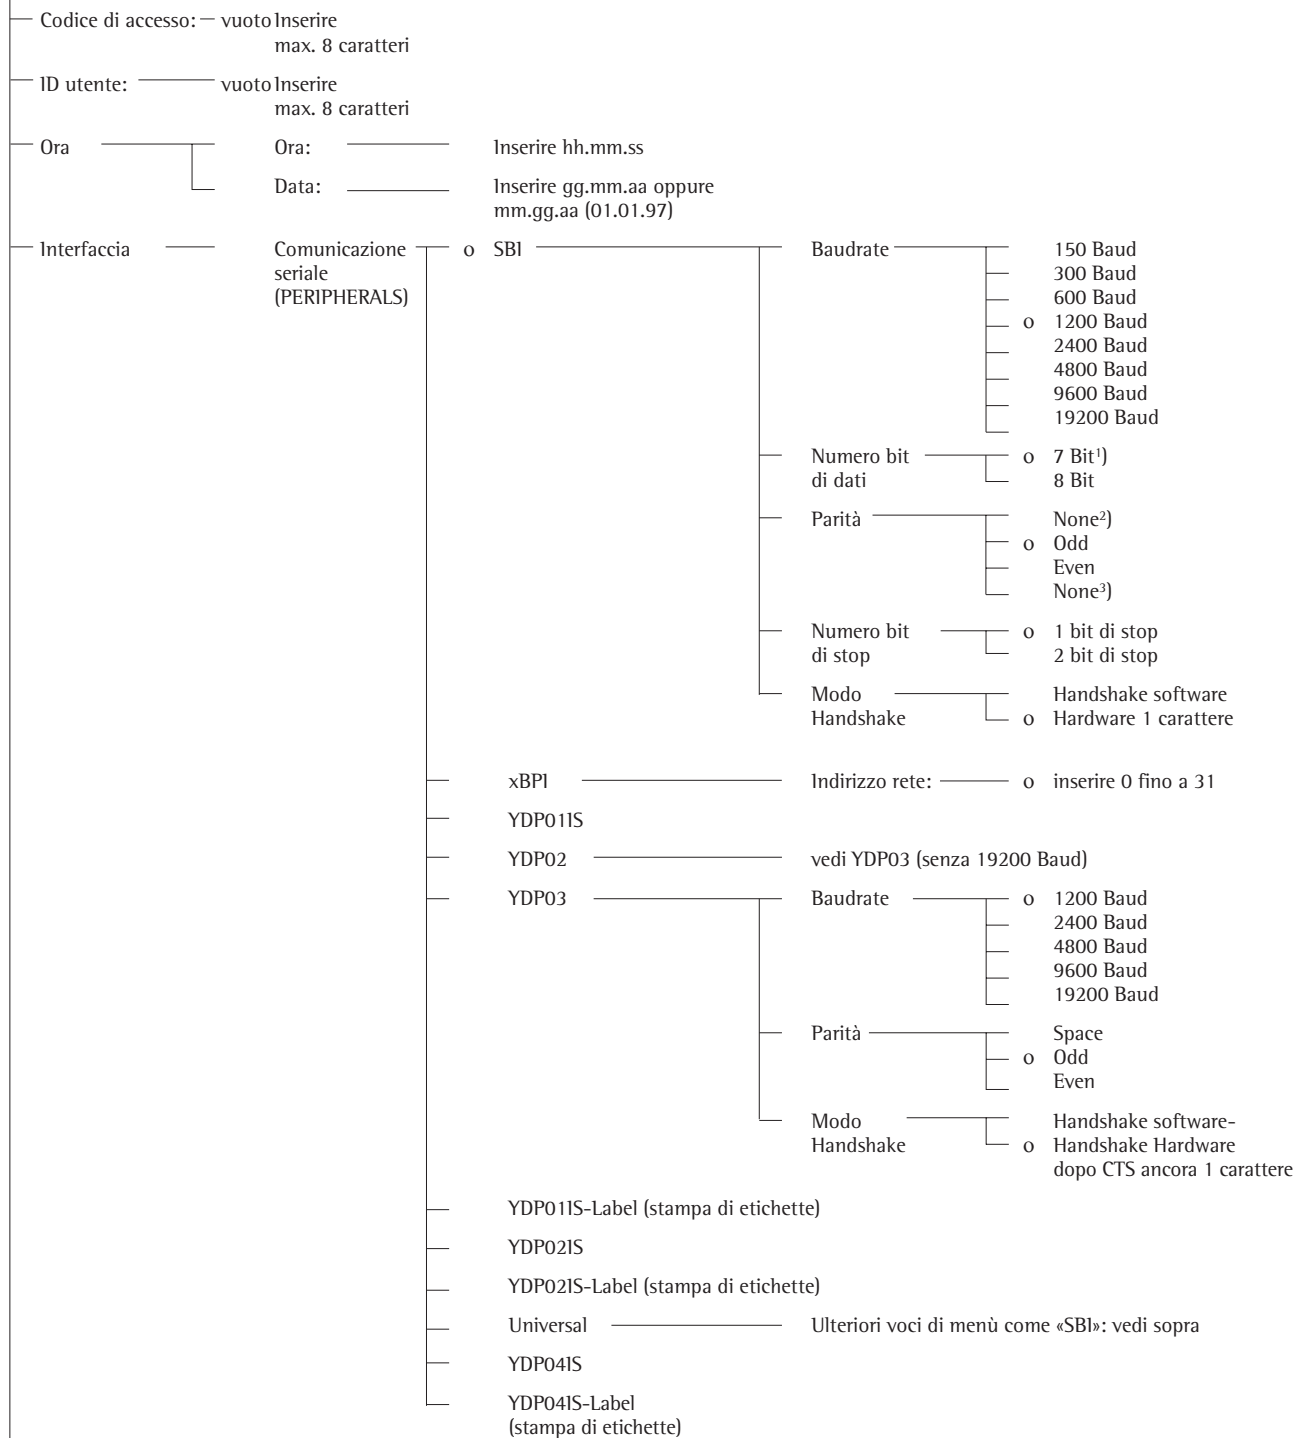 Codice di accesso: vuoto Inserire
max. 8 caratteri
ID utente: vuoto Inserire
max. 8 caratteri
Ora Ora: Inserire hh.mm.ss
Data: Inserire gg.mm.aa oppure
mm.gg.aa (01.01.97)
Interfaccia Comunicazione o SBI Baudrate 150 Baud
seriale 300 Baud
(PERIPHERALS) 600 Baud
o 1200 Baud
2400 Baud
4800 Baud
9600 Baud
19200 Baud
Numero bit o 7 Bit¹)
di dati 8 Bit
Parità None²)
o Odd
Even
None³)
Numero bit o 1 bit di stop
di stop 2 bit di stop
Modo Handshake software
Handshake o Hardware 1 carattere
xBPI Indirizzo rete: o inserire 0 fino a 31
YDP01IS
YDP02 vedi YDP03 (senza 19200 Baud)
YDP03 Baudrate o 1200 Baud
2400 Baud
4800 Baud
9600 Baud
19200 Baud
Parità Space
o Odd
Even
Modo Handshake software-
Handshake o Handshake Hardware
dopo CTS ancora 1 carattere
YDP01IS-Label (stampa di etichette)
YDP02IS
YDP02IS-Label (stampa di etichette)
Universal Ulteriori voci di menù come «SBI»: vedi sopra
YDP04IS
YDP04IS-Label
(stampa di etichette)